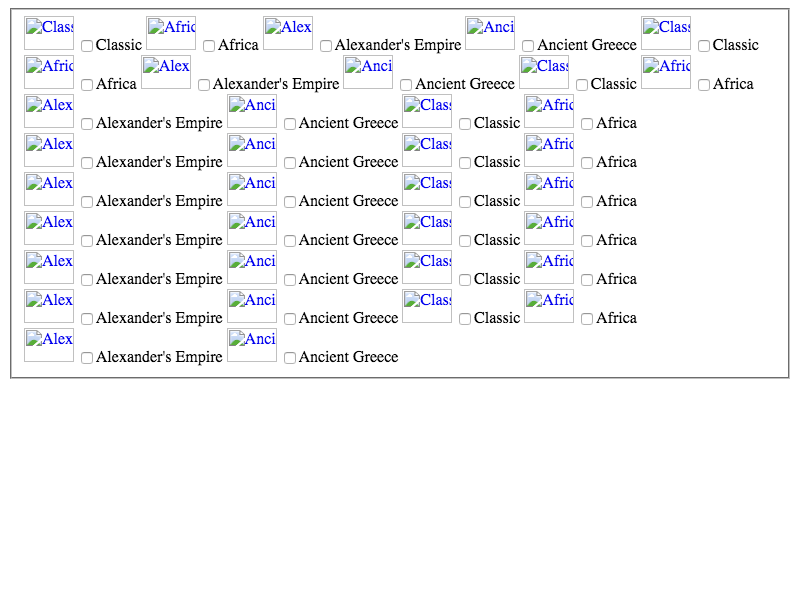 Class Classic Afric Africa Alex Alexander's Empire Anci Ancient Greece Class Classic
Afric Africa Alex Alexander's Empire Anci Ancient Greece Class Classic Afric Africa
Alex Alexander's Empire Anci Ancient Greece Class Classic Afric Africa
Alex Alexander's Empire Anci Ancient Greece Class Classic Afric Africa
Alex Alexander's Empire Anci Ancient Greece Class Classic Afric Africa
Alex Alexander's Empire Anci Ancient Greece Class Classic Afric Africa
Alex Alexander's Empire Anci Ancient Greece Class Classic Afric Africa
Alex Alexander's Empire Anci Ancient Greece Class Classic Afric Africa
Alex Alexander's Empire Anci Ancient Greece